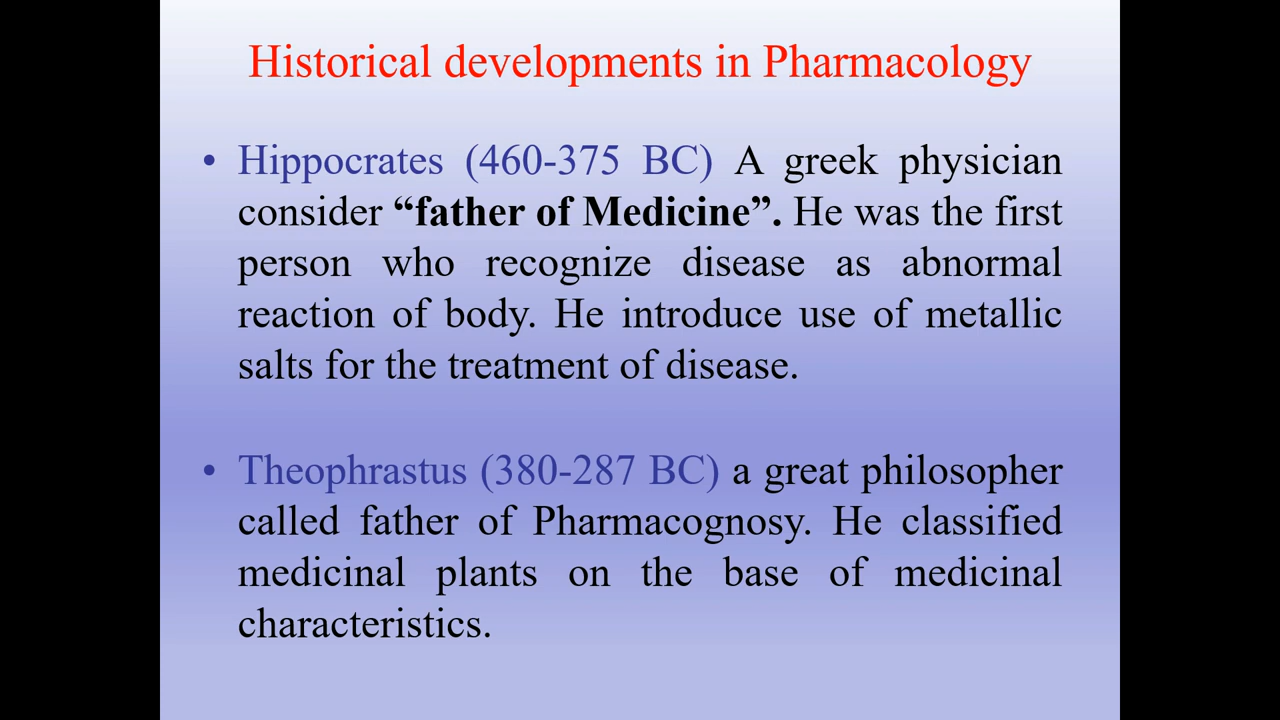 Historical developments in Pharmacology
• Hippocrates (460-375 BC) A greek physician
consider “father of Medicine”. He was the first
person who recognize disease as abnormal
reaction of body. He introduce use of metallic
salts for the treatment of disease.
• Theophrastus (380-287 BC) a great philosopher
called father of Pharmacognosy. He classified
medicinal plants on the base of medicinal
characteristics.